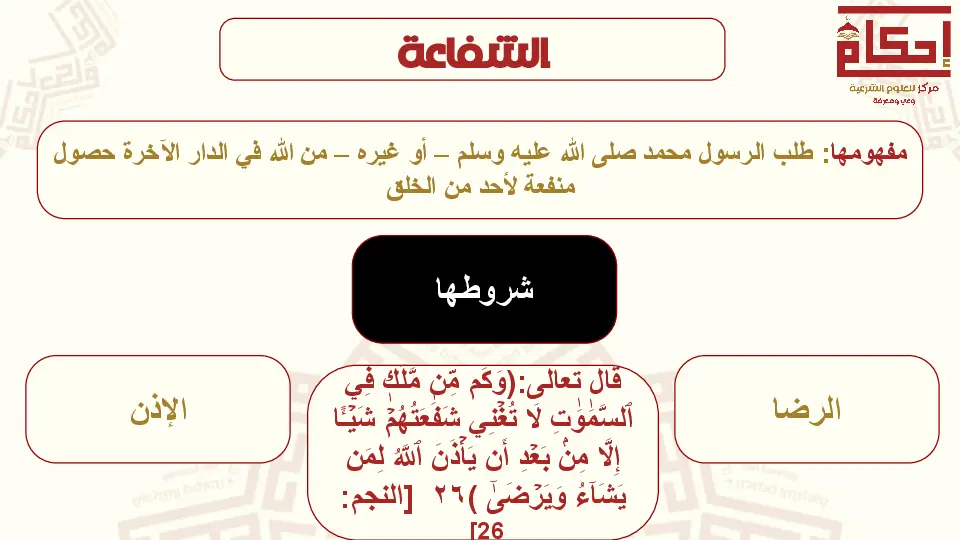 إحكام
مركز للعلوم الشرعية
وعي ومعرفة
الشفاعة
مفهومها: طلب الرسول محمد صلى الله عليه وسلم – أو غيره – من الله في الدار الآخرة حصول
منفعة لأحد من الخلق
شروطها
الرضا
قال تعالى:(وَكَم مِّن مَّلَكٖ فِي
ٱلسَّمَٰوَٰتِ لَا تُغۡنِي شَفَٰعَتُهُمۡ شَيۡـًٔا
إِلَّا مِنۢ بَعۡدِ أَن يَأۡذَنَ ٱللَّهُ لِمَن
يَشَآءُ وَيَرۡضَىٰٓ )٢٦ [النجم:
26]
الإذن